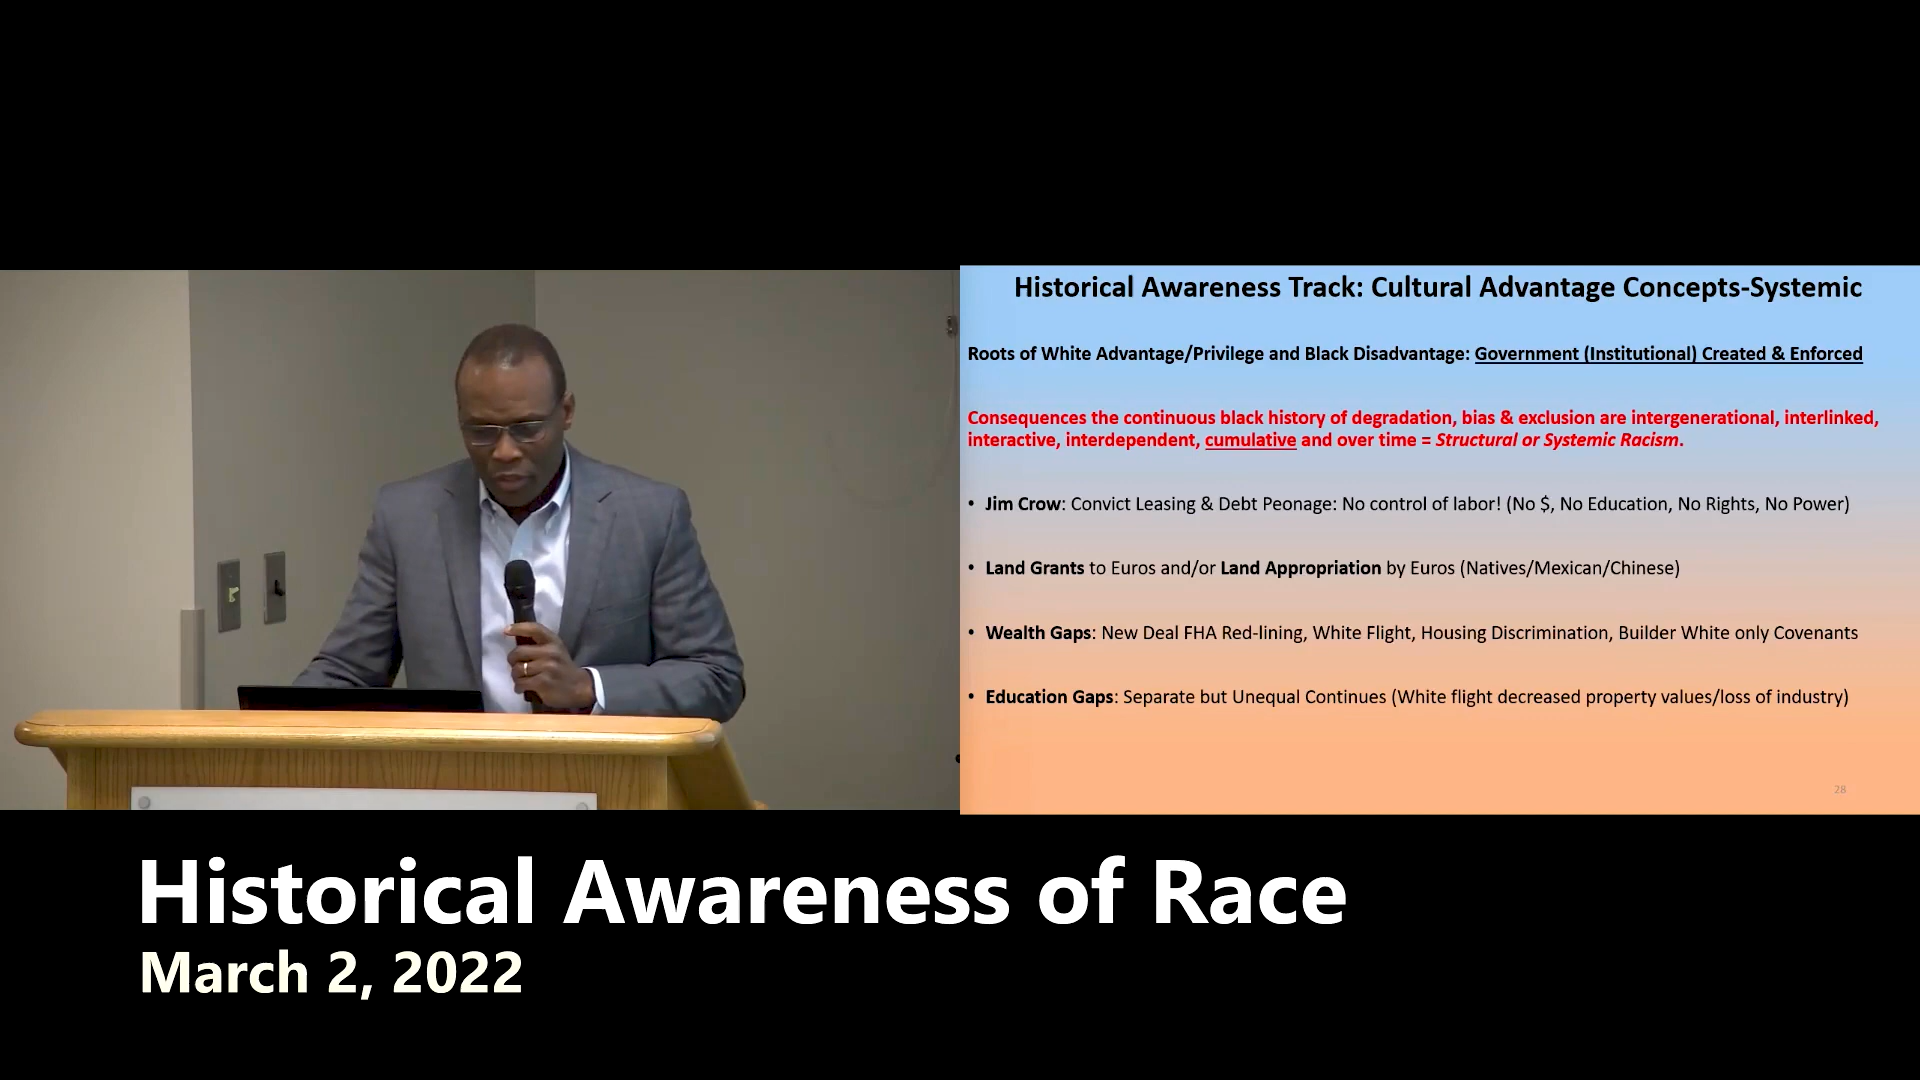 Historical Awareness Track: Cultural Advantage Concepts-Systemic
Roots of White Advantage/Privilege and Black Disadvantage: Government (Institutional) Created & Enforced
Consequences the continuous black history of degradation, bias & exclusion are intergenerational, interlinked,
interactive, interdependent, cumulative and over time = Structural or Systemic Racism.
• Jim Crow: Convict Leasing & Debt Peonage: No control of labor! (No $, No Education, No Rights, No Power)
• Land Grants to Euros and/or Land Appropriation by Euros (Natives/Mexican/Chinese)
• Wealth Gaps: New Deal FHA Red-lining, White Flight, Housing Discrimination, Builder White only Covenants
• Education Gaps: Separate but Unequal Continues (White flight decreased property values/loss of industry)
28
Historical Awareness of Race
March 2, 2022